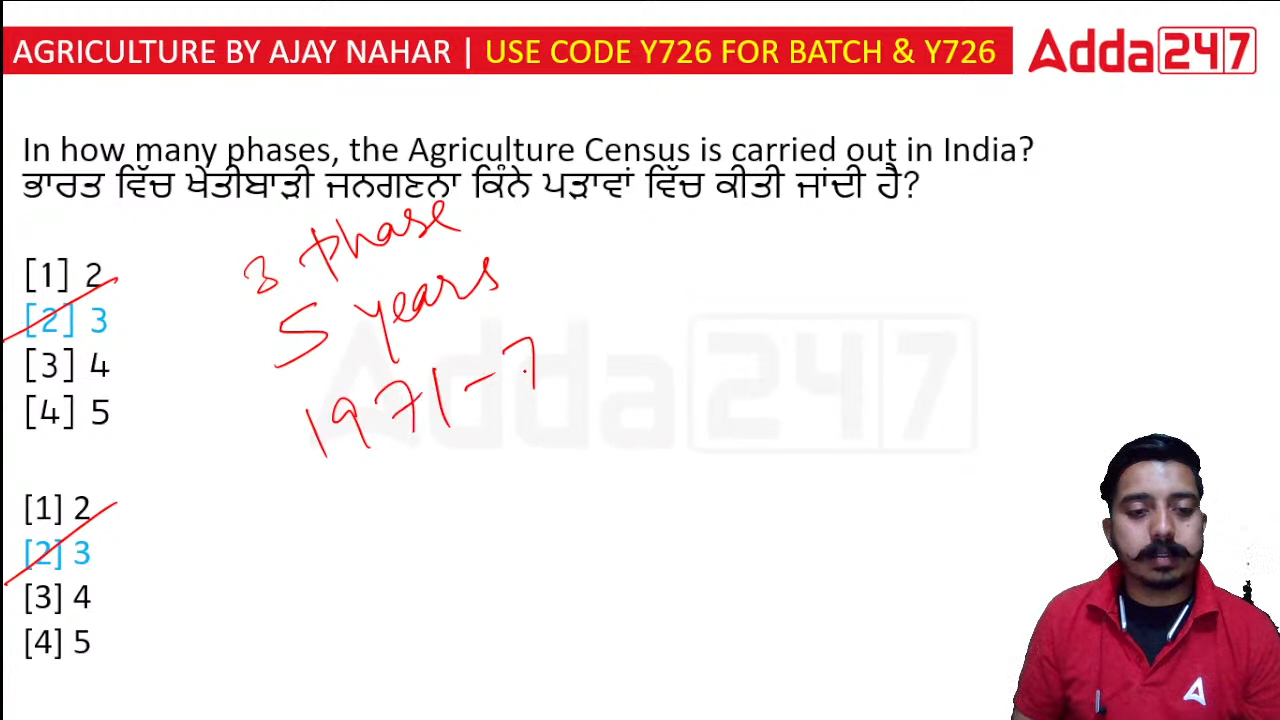 AGRICULTURE BY AJAY NAHAR | USE CODE Y726 FOR BATCH & Y726
Adda247
In how many phases, the Agriculture Census is carried out in India?
ਭਾਰਤ ਵਿੱਚ ਖੇਤੀਬਾੜੀ ਜਨਗਣਨਾ ਕਿੰਨੇ ਪੜਾਵਾਂ ਵਿੱਚ ਕੀਤੀ ਜਾਂਦੀ ਹੈ?
3 Phase
5 years
1971-7
[1] 2
[2] 3
[3] 4
[4] 5
Adda247
[1] 2
[2] 3
[3] 4
[4] 5